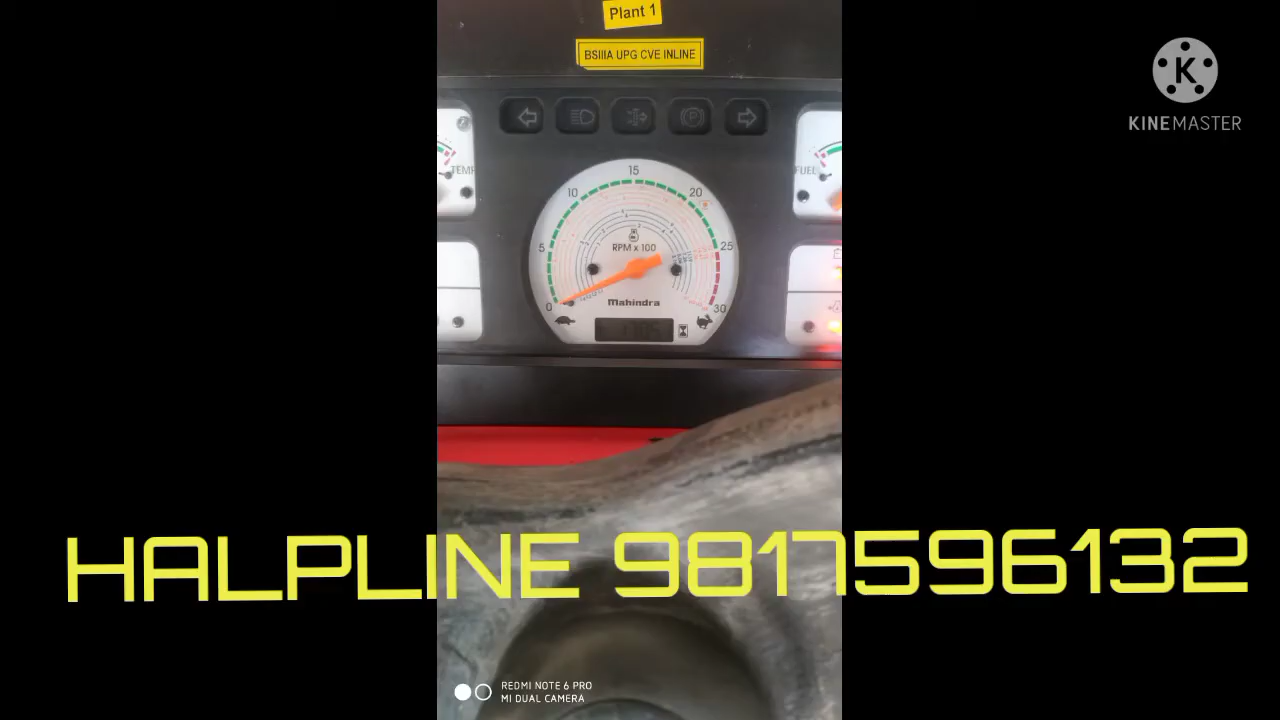 Plant 1
BSIIIA UPG CVE INLINE
K
KINEMASTER
TEMP
FUEL
0 5 10 15 20 25 30
RPM x 100
Mahindra
HALPLINE 9817596132
REDMI NOTE 6 PRO
MI DUAL CAMERA